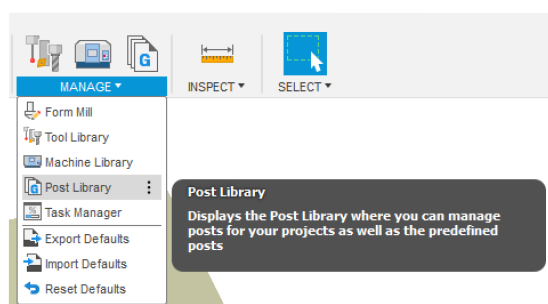 MANAGE
INSPECT
SELECT
Form Mill
Tool Library
Machine Library
Post Library
Task Manager
Export Defaults
Import Defaults
Reset Defaults
Post Library
Displays the Post Library where you can manage
posts for your projects as well as the predefined
posts